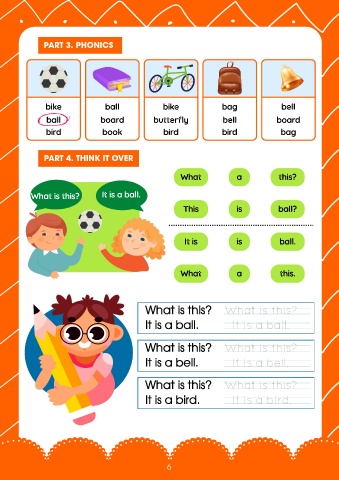 PART 3. PHONICS
bike ball bike bag bell
ball board butterfly bell board
bird book bird bird bag
PART 4. THINK IT OVER
What is this?
It is a ball.
What a this?
This is ball?
It is is ball.
What a this.
What is this? What is this?
It is a ball. It is a ball.
What is this? What is this?
It is a bell. It is a bell.
What is this? What is this?
It is a bird. It is a bird.
6